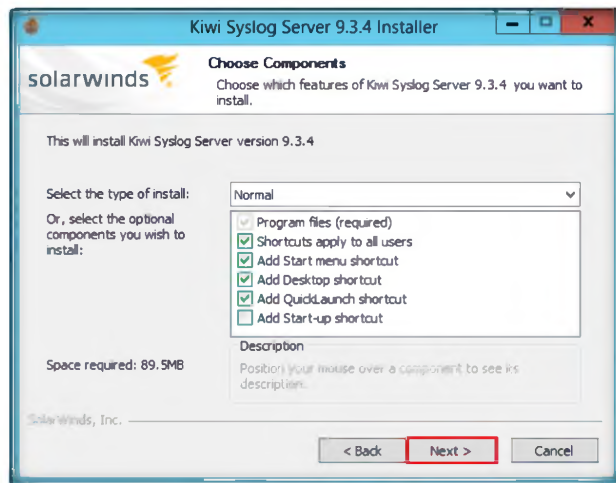 Kiwi Syslog Server 9.3.4 Installer
solarwinds
Choose Components
Choose which features of Kiwi Syslog Server 9.3.4 you want to
install.
This will install Kiwi Syslog Server version 9.3.4
Select the type of install:
Normal
Or, select the optional
components you wish to
install:
Program files (required)
Shortcuts apply to all users
Add Start menu shortcut
Add Desktop shortcut
Add QuickLaunch shortcut
Add Start-up shortcut
Space required: 89.5MB
Description
Position your mouse over a component to see its
description.
SolarWinds, Inc.
< Back
Next >
Cancel